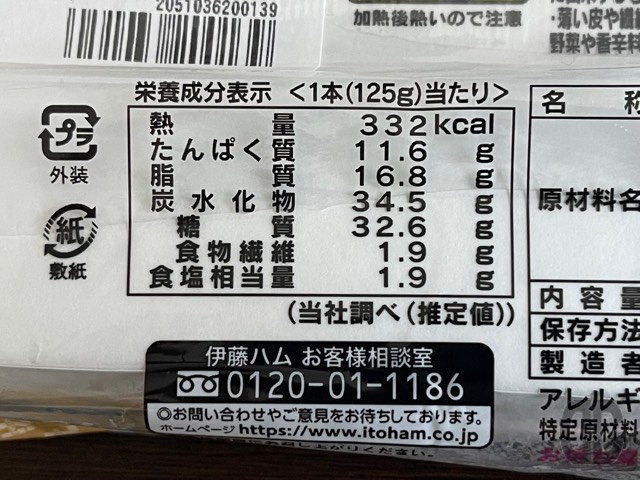 2051036200139
加熱後熱いので注意
・薄い皮や繊
野菜や香辛味
栄養成分表示 <1本(125g)当たり>
熱量 332kcal
たんぱく質 11.6 g
脂質 16.8 g
炭水化物 34.5 g
糖質 32.6 g
食物繊維 1.9 g
食塩相当量 1.9 g
(当社調べ(推定値))
プラ
外装
紙
敷紙
名 称
原材料名
内容量
保存方法
製造者
アレルギ
特定原材料
伊藤ハム お客様相談室
0120-01-1186
◎お問い合わせやご意見をお待ちしております。
ホームページ https://www.itoham.co.jp